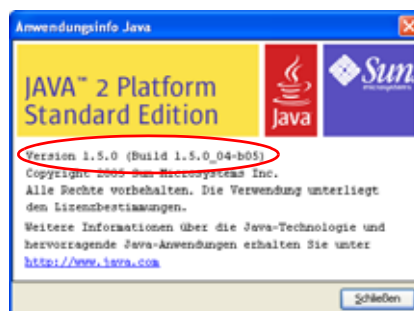 Anwendungsinfo Java
JAVA™ 2 Platform
Standard Edition
Java
Sun
microsystems
Version 1.5.0 (Build 1.5.0_04-b05)
Copyright 2005 Sun Microsystems Inc.
Alle Rechte vorbehalten. Die Verwendung unterliegt
den Lizenzbestimmungen.
Weitere Informationen über die Java-Technologie und
hervorragende Java-Anwendungen erhalten Sie unter
http://www.java.com
Schließen